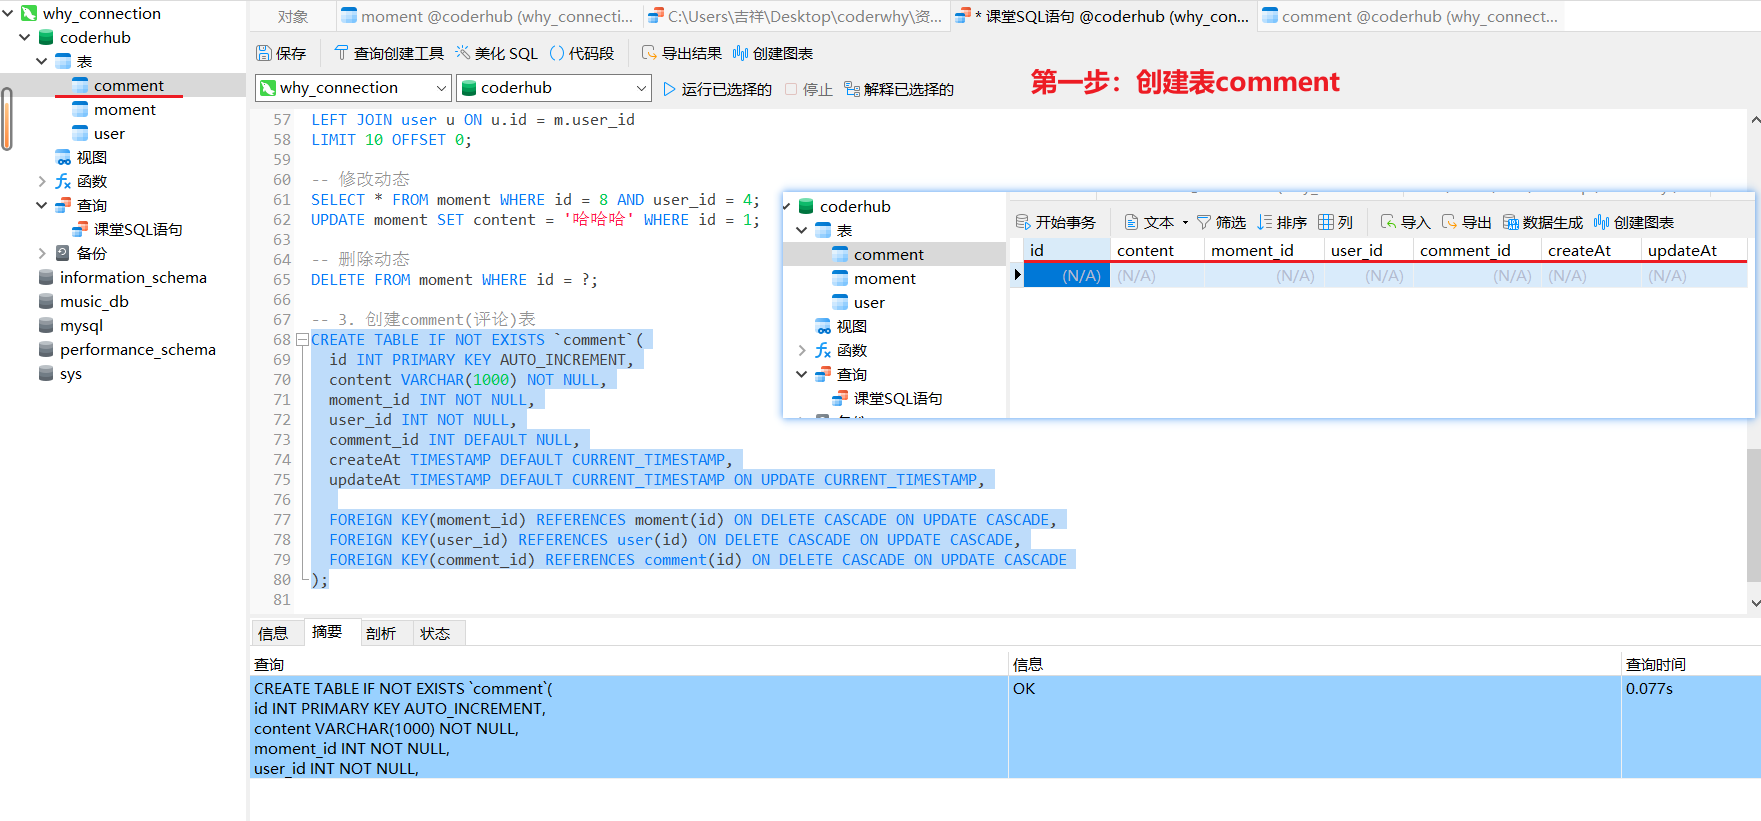 why_connection
coderhub
表
comment
moment
user
视图
函数
查询
课堂SQL语句
备份
information_schema
music_db
mysql
performance_schema
sys
对象
moment @coderhub (why_connecti...
C:\Users\吉祥\Desktop\coderwhy\资...
* 课堂SQL语句 @coderhub (why_con...
comment @coderhub (why_connect...
保存
查询创建工具
美化 SQL
() 代码段
导出结果
创建图表
why_connection
coderhub
运行已选择的
停止
解释已选择的
第一步：创建表comment
57 LEFT JOIN user u ON u.id = m.user_id
58 LIMIT 10 OFFSET 0;
59
60 -- 修改动态
61 SELECT * FROM moment WHERE id = 8 AND user_id = 4;
62 UPDATE moment SET content = '哈哈哈' WHERE id = 1;
63
64 -- 删除动态
65 DELETE FROM moment WHERE id = ?;
66
67 -- 3. 创建comment(评论)表
68 CREATE TABLE IF NOT EXISTS `comment`(
69 id INT PRIMARY KEY AUTO_INCREMENT,
70 content VARCHAR(1000) NOT NULL,
71 moment_id INT NOT NULL,
72 user_id INT NOT NULL,
73 comment_id INT DEFAULT NULL,
74 createAt TIMESTAMP DEFAULT CURRENT_TIMESTAMP,
75 updateAt TIMESTAMP DEFAULT CURRENT_TIMESTAMP ON UPDATE CURRENT_TIMESTAMP,
76
77 FOREIGN KEY(moment_id) REFERENCES moment(id) ON DELETE CASCADE ON UPDATE CASCADE,
78 FOREIGN KEY(user_id) REFERENCES user(id) ON DELETE CASCADE ON UPDATE CASCADE,
79 FOREIGN KEY(comment_id) REFERENCES comment(id) ON DELETE CASCADE ON UPDATE CASCADE
80 );
81
coderhub
表
comment
moment
user
视图
函数
查询
课堂SQL语句
开始事务
文本
筛选
排序
列
导入
导出
数据生成
创建图表
id content moment_id user_id comment_id createAt updateAt
(N/A) (N/A) (N/A) (N/A) (N/A) (N/A) (N/A)
信息 摘要 剖析 状态
查询 信息 查询时间
CREATE TABLE IF NOT EXISTS `comment`( OK 0.077s
id INT PRIMARY KEY AUTO_INCREMENT,
content VARCHAR(1000) NOT NULL,
moment_id INT NOT NULL,
user_id INT NOT NULL,